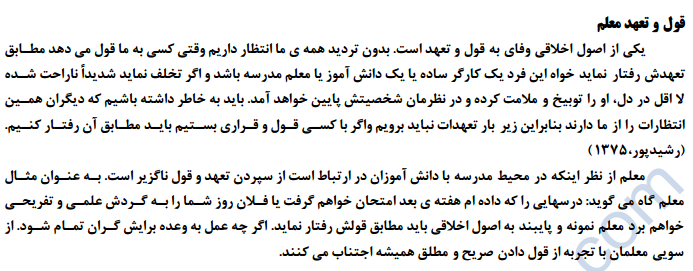 قول و تعهد معلم
یکی از اصول اخلاقی وفای به قول و تعهد است. بدون تردید همه ی ما انتظار داریم وقتی کسی به ما قول می دهد مطابق
تعهدش رفتار نماید خواه این فرد یک کارگر ساده یا یک دانش آموز یا معلم مدرسه باشد و اگر تخلف نماید شدیداً ناراحت شده
لا اقل در دل، او را توبیخ و ملامت کرده و در نظرمان شخصیتش پایین خواهد آمد. باید به خاطر داشته باشیم که دیگران همین
انتظارات را از ما دارند بنابراین زیر بار تعهدات نباید برویم واگر با کسی قول و قراری بستیم باید مطابق آن رفتار کنیم.
(رشیدپور،۱۳۷۵)
معلم از نظر اینکه در محیط مدرسه با دانش آموزان در ارتباط است از سپردن تعهد و قول ناگزیر است. به عنوان مثال
معلم گاه می گوید: درسهایی را که داده ام هفته ی بعد امتحان خواهم گرفت یا فلان روز شما را به گردش علمی و تفریحی
خواهم برد معلم نمونه و پایبند به اصول اخلاقی باید مطابق قولش رفتار نماید. اگر چه عمل به وعده برایش گران تمام شود. از
سویی معلمان با تجربه از قول دادن صریح و مطلق همیشه اجتناب می کنند.
com